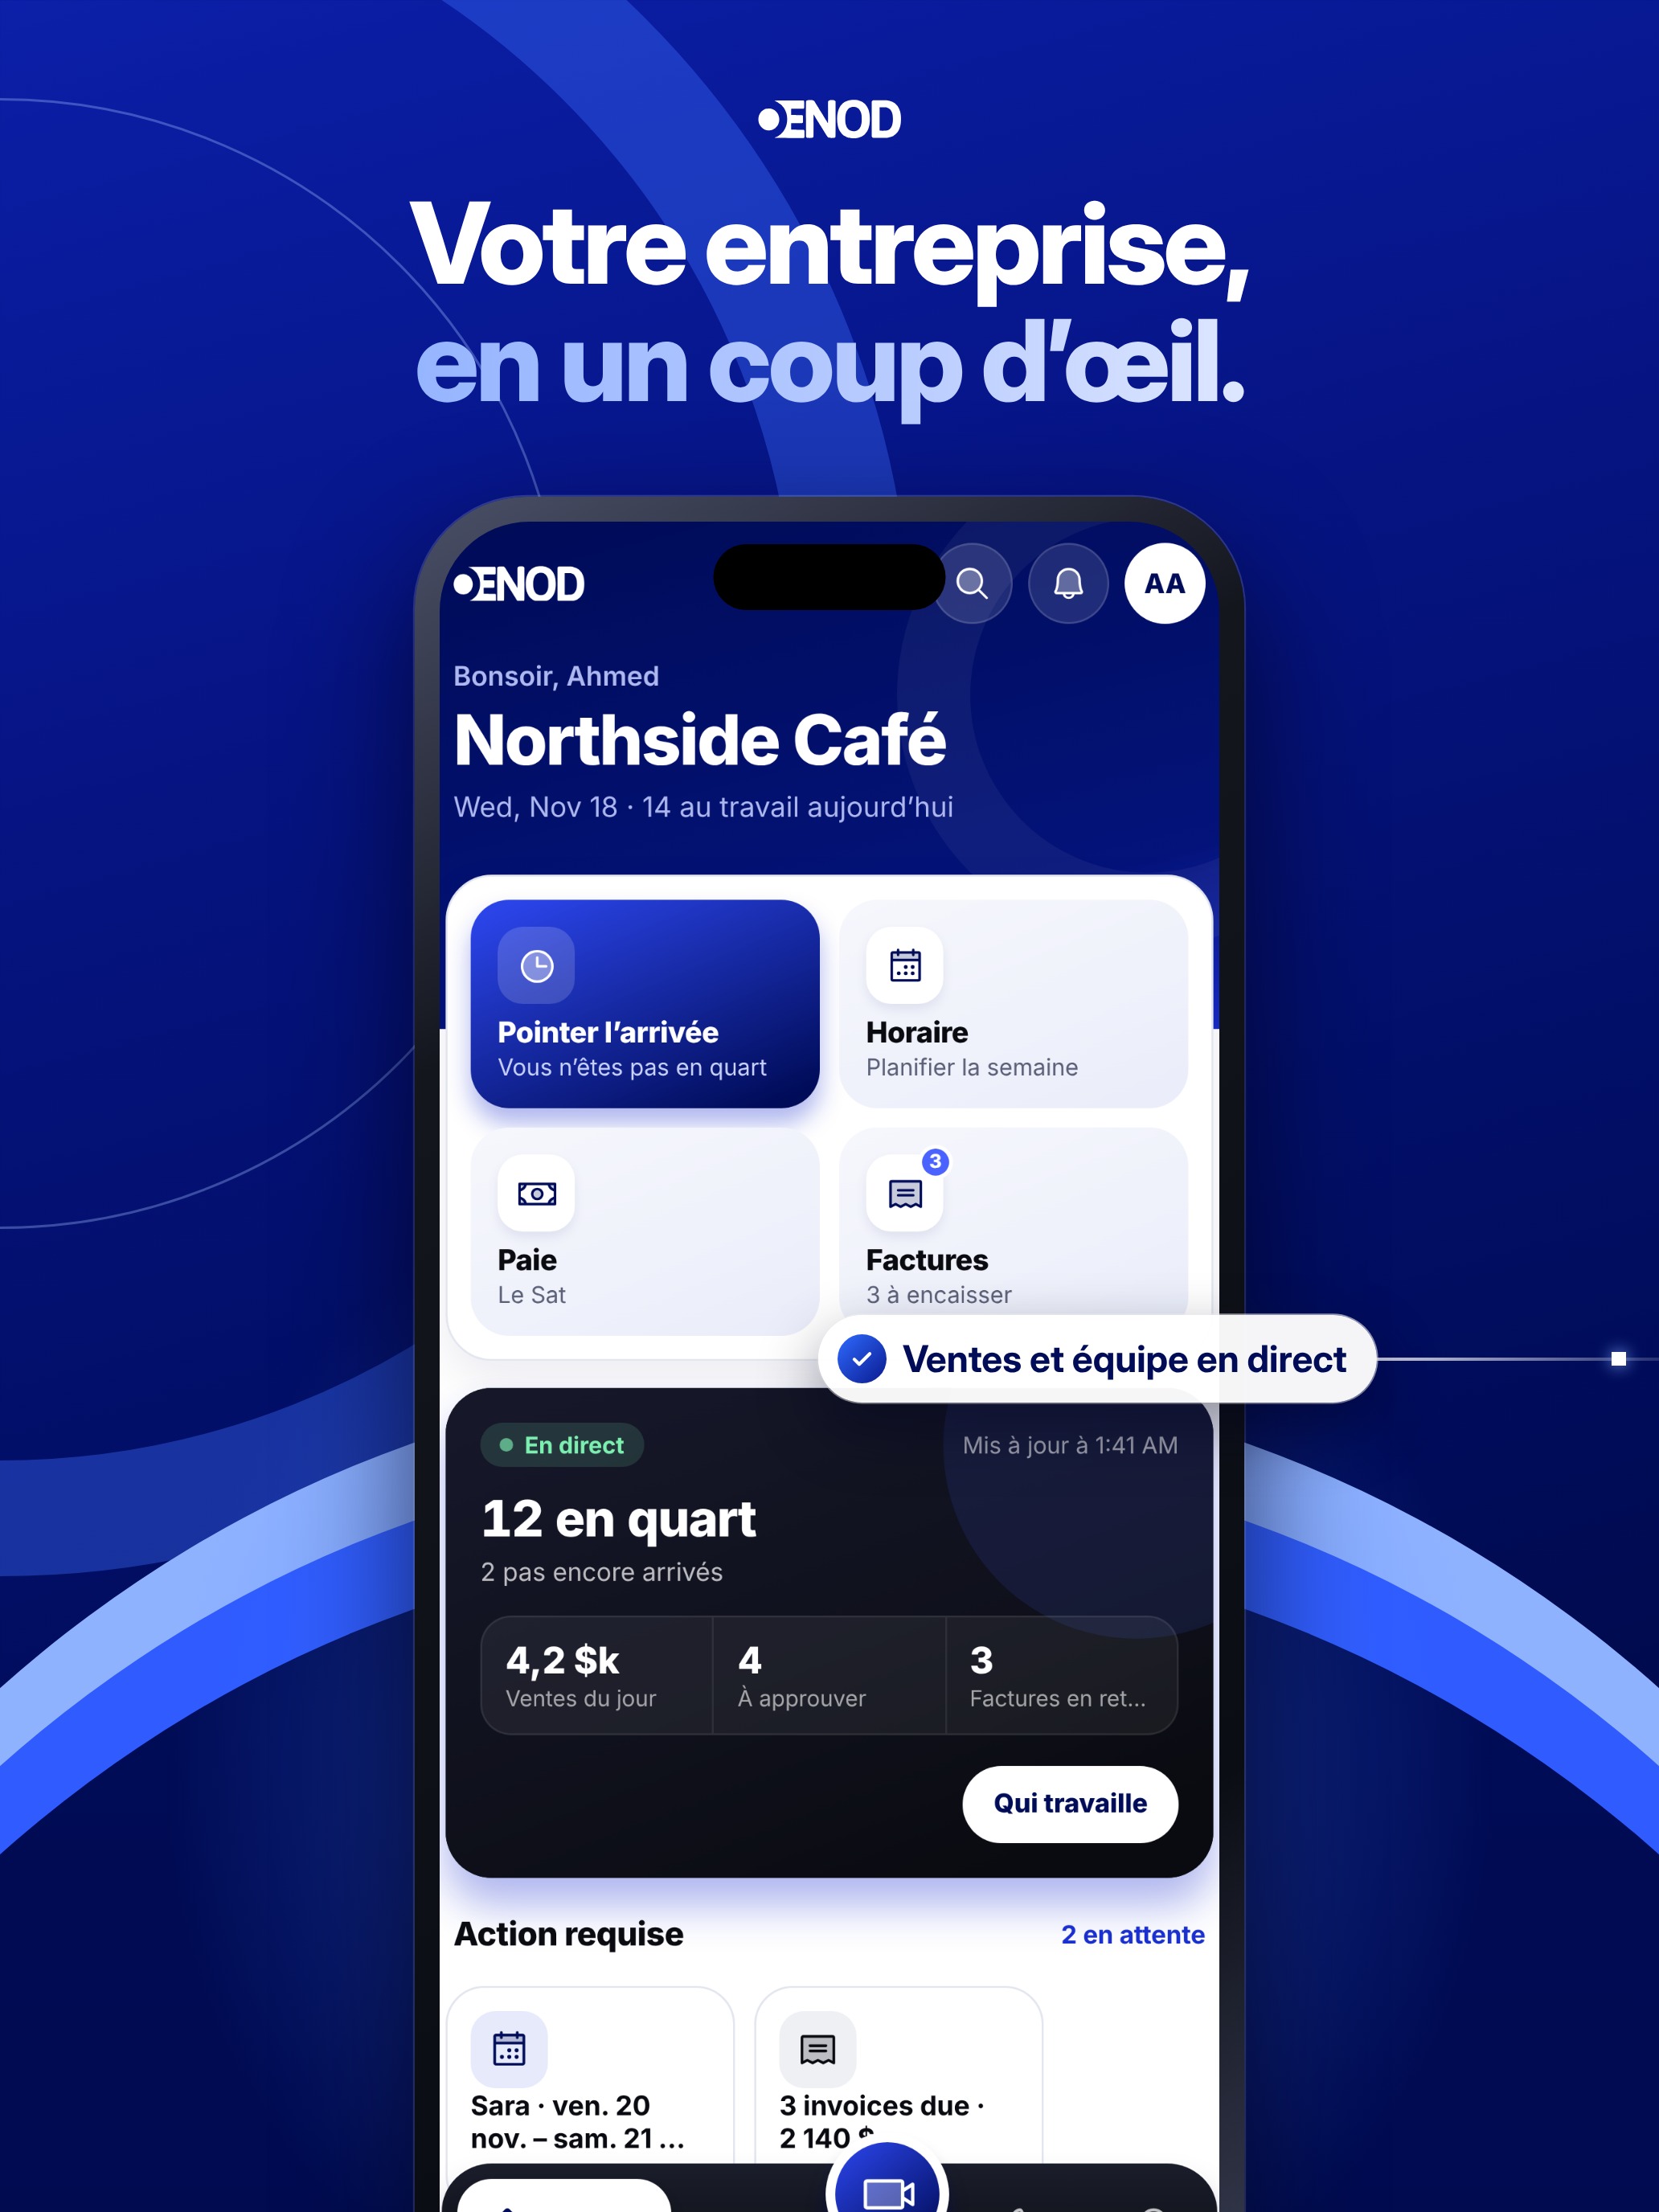 ENOD
Votre entreprise,
en un coup d’œil.
ENOD
AA
Bonsoir, Ahmed
Northside Café
Wed, Nov 18 · 14 au travail aujourd’hui
Pointer l’arrivée
Vous n’êtes pas en quart
Horaire
Planifier la semaine
Paie
Le Sat
3
Factures
3 à encaisser
Ventes et équipe en direct
En direct
Mis à jour à 1:41 AM
12 en quart
2 pas encore arrivés
4,2 $k
Ventes du jour
4
À approuver
3
Factures en ret…
Qui travaille
Action requise
2 en attente
Sara · ven. 20
nov. – sam. 21 …
3 invoices due ·
2 140 $